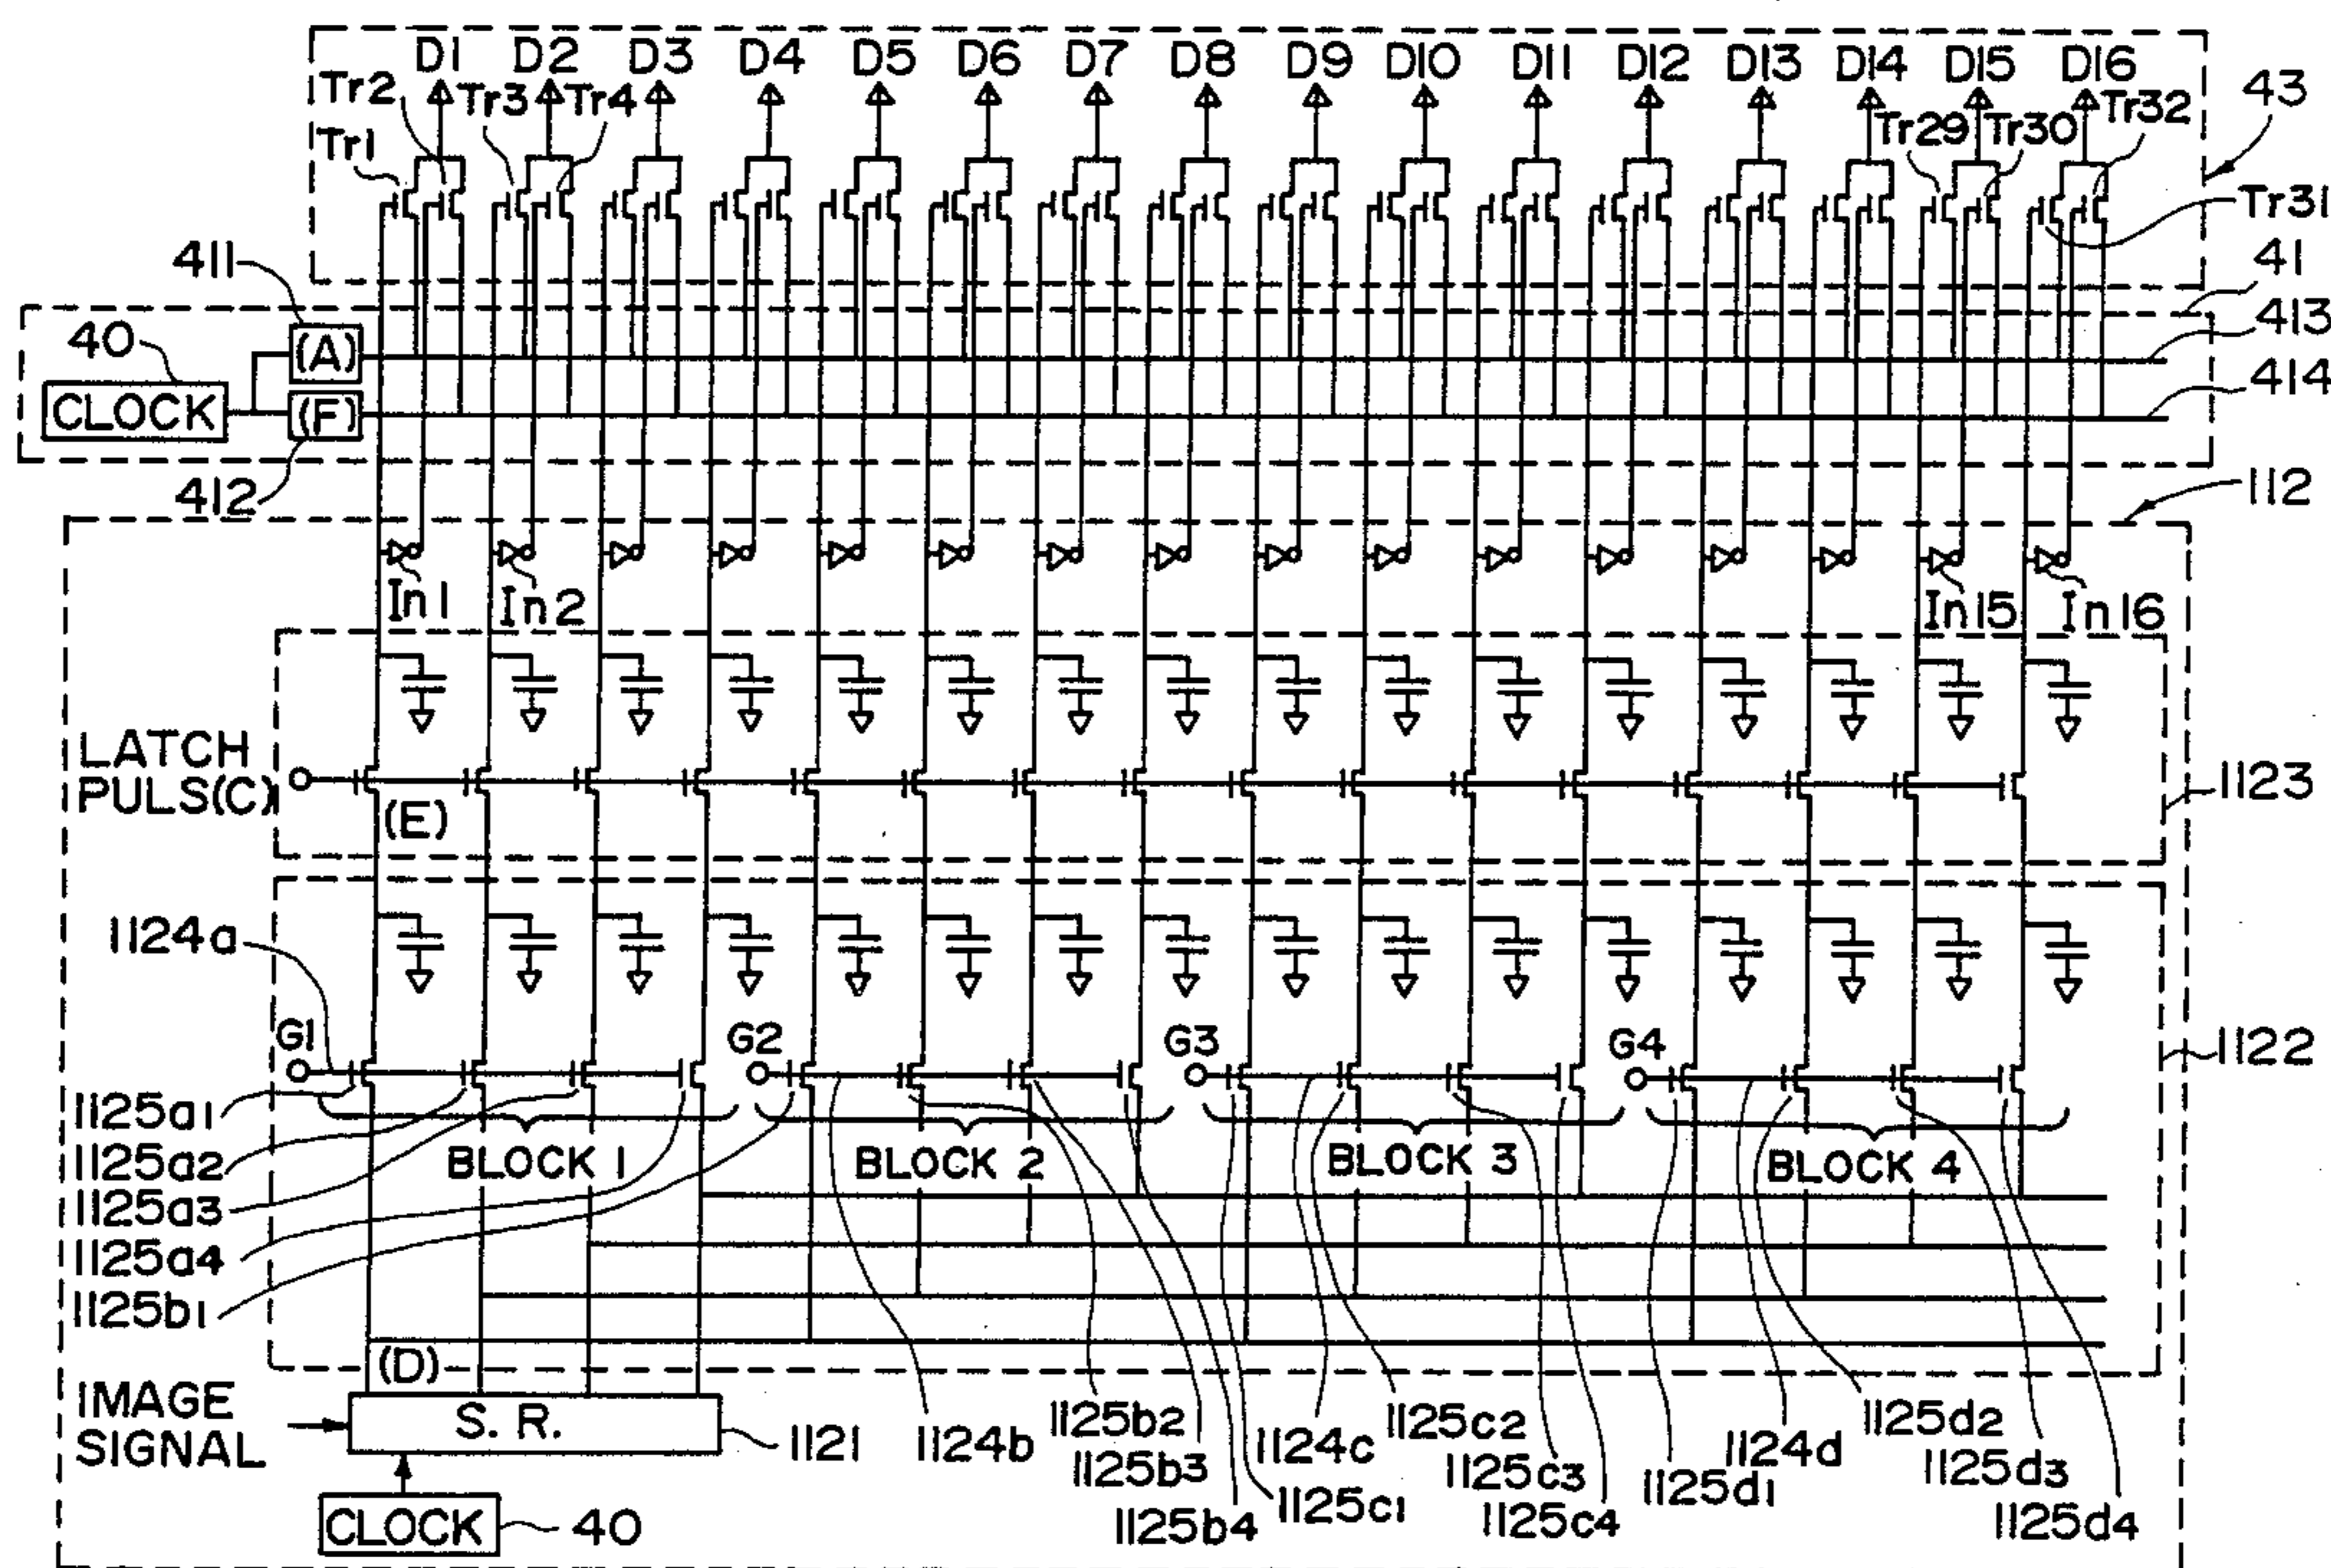 D1 D2 D3 D4 D5 D6 D7 D8 D9 D10 D11 D12 D13 D14 D15 D16
Tr2 Tr3 Tr4
Tr1
Tr29 Tr30 Tr32
43
Tr31
411
41
413
40
(A)
414
CLOCK
(F)
412
112
In1 In2 In15 In16
LATCH
PULS(C)
(E)
1123
1124a
G1 G2 G3 G4
1122
1125a1
1125a2
BLOCK 1 BLOCK 2 BLOCK 3 BLOCK 4
1125a3
1125a4
1125b1
(D)
IMAGE
SIGNAL
S. R.
1121
1124b
1125b2
1125b3
1125b4
1125c1
1124c
1125c2
1125c3
1125c4
1125d1
1124d
1125d2
1125d3
1125d4
CLOCK
40